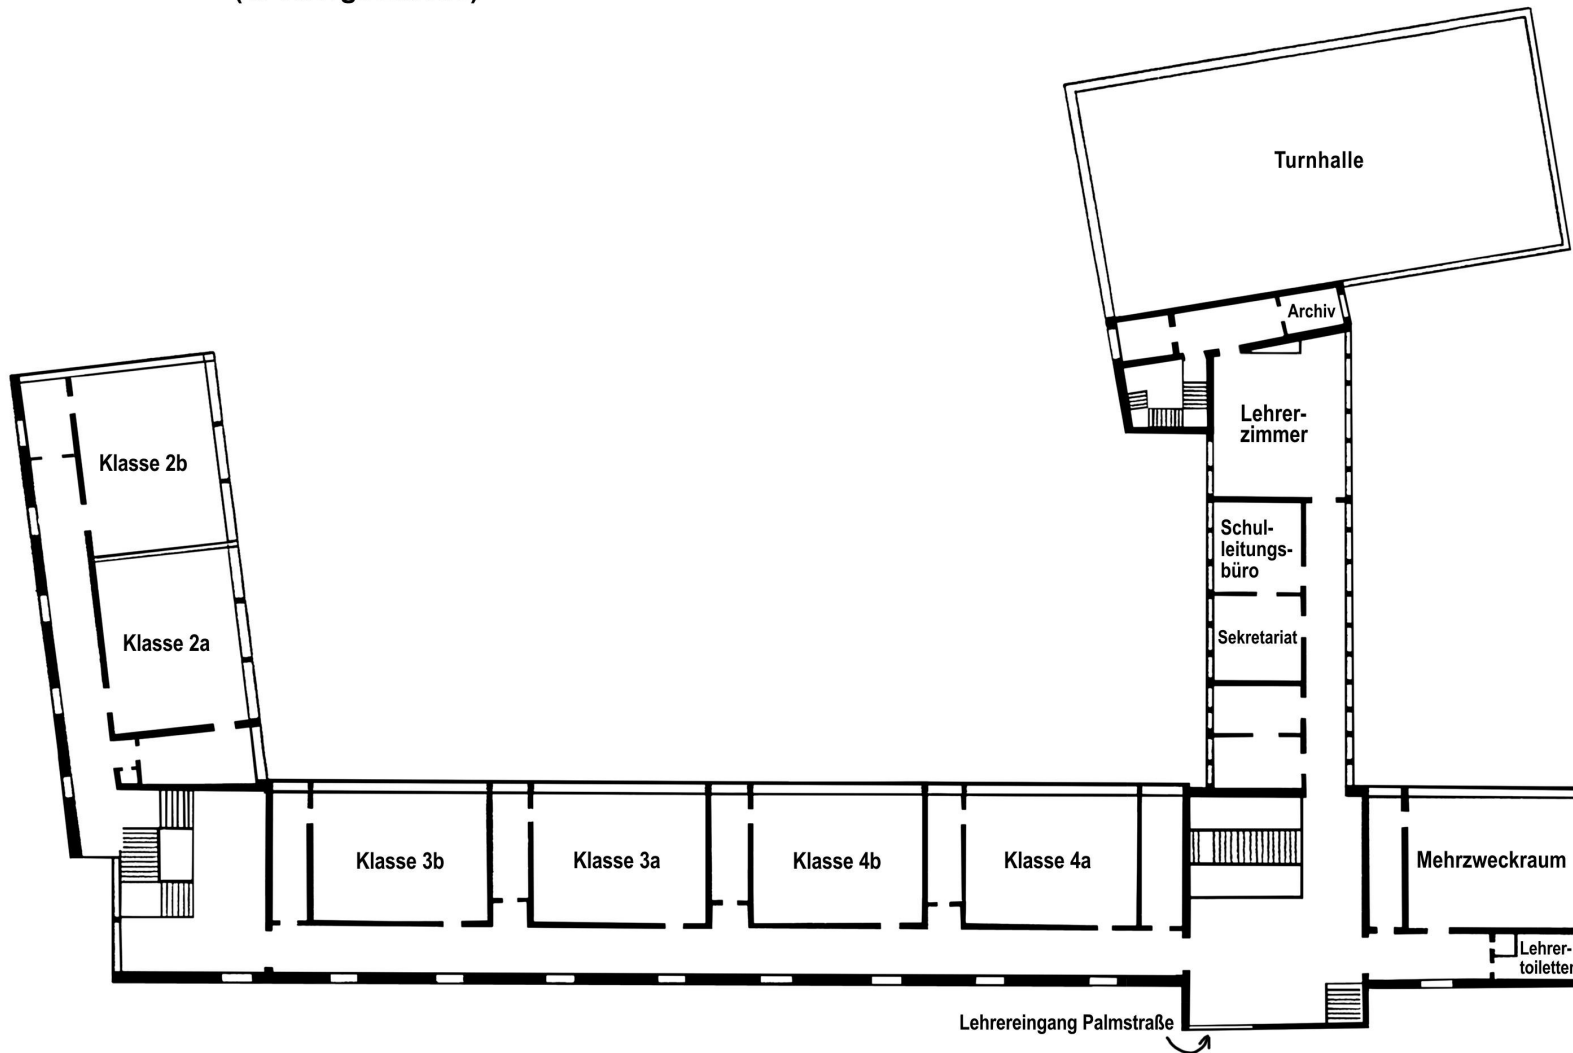 Turnhalle
Archiv
Lehrer-
zimmer
Klasse 2b
Schul-
leitungs-
büro
Klasse 2a
Sekretariat
Klasse 3b
Klasse 3a
Klasse 4b
Klasse 4a
Mehrzweckraum
Lehrer-
toiletten
Lehrereingang Palmstraße